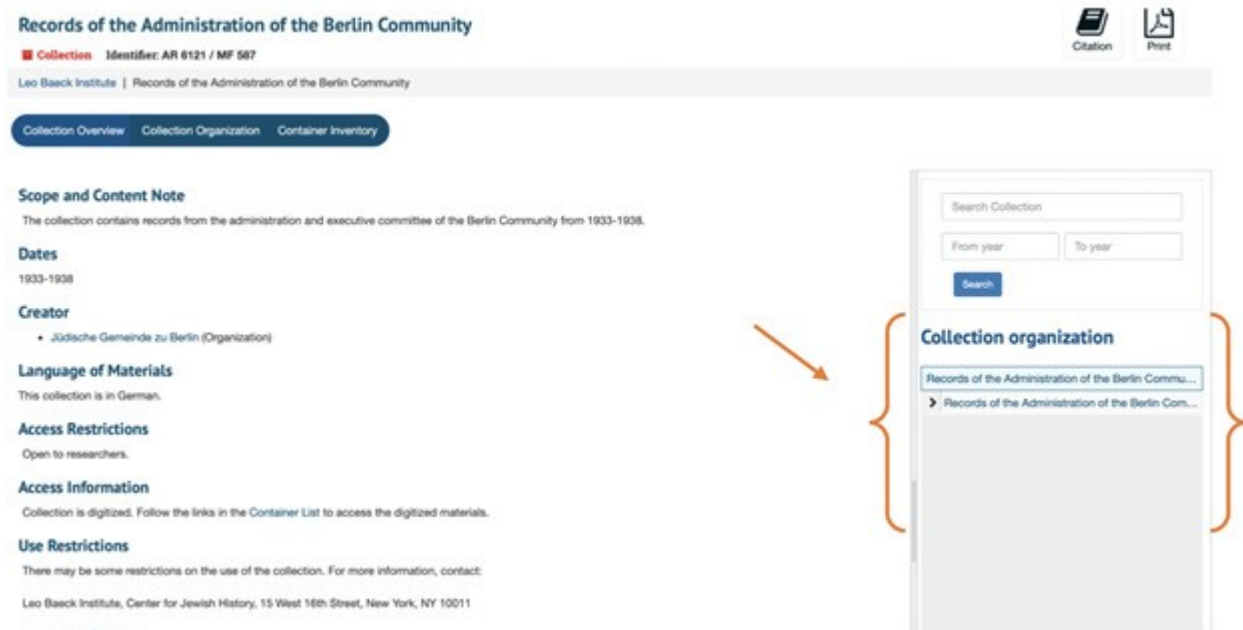 Records of the Administration of the Berlin Community
Citation
Print
Collection Identifier: AR 6121 / MF 587
Leo Baeck Institute | Records of the Administration of the Berlin Community
Collection Overview Collection Organization Container Inventory
Scope and Content Note
The collection contains records from the administration and executive committee of the Berlin Community from 1933-1938.
Dates
1933-1938
Creator
• Jüdische Gemeinde zu Berlin (Organization)
Language of Materials
This collection is in German.
Access Restrictions
Open to researchers.
Access Information
Collection is digitized. Follow the links in the Container List to access the digitized materials.
Use Restrictions
There may be some restrictions on the use of the collection. For more information, contact:
Leo Baeck Institute, Center for Jewish History, 15 West 16th Street, New York, NY 10011
Search Collection
From year To year
Search
Collection organization
Records of the Administration of the Berlin Commu...
Records of the Administration of the Berlin Com...